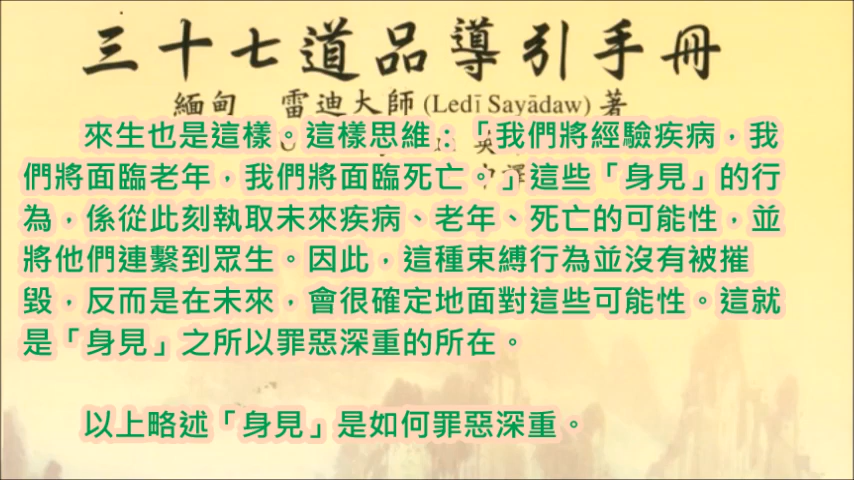 三十七道品導引手冊
緬甸 雷迪大師 (Ledī Sayādaw) 著
來生也是這樣。這樣思維：「我們將經驗疾病，我
們將面臨老年，我們將面臨死亡。」這些「身見」的行
為，係從此刻執取未來疾病、老年、死亡的可能性，並
將他們連繫到眾生。因此，這種束縛行為並沒有被摧
毀，反而是在未來，會很確定地面對這些可能性。這就
是「身見」之所以罪惡深重的所在。
以上略述「身見」是如何罪惡深重。